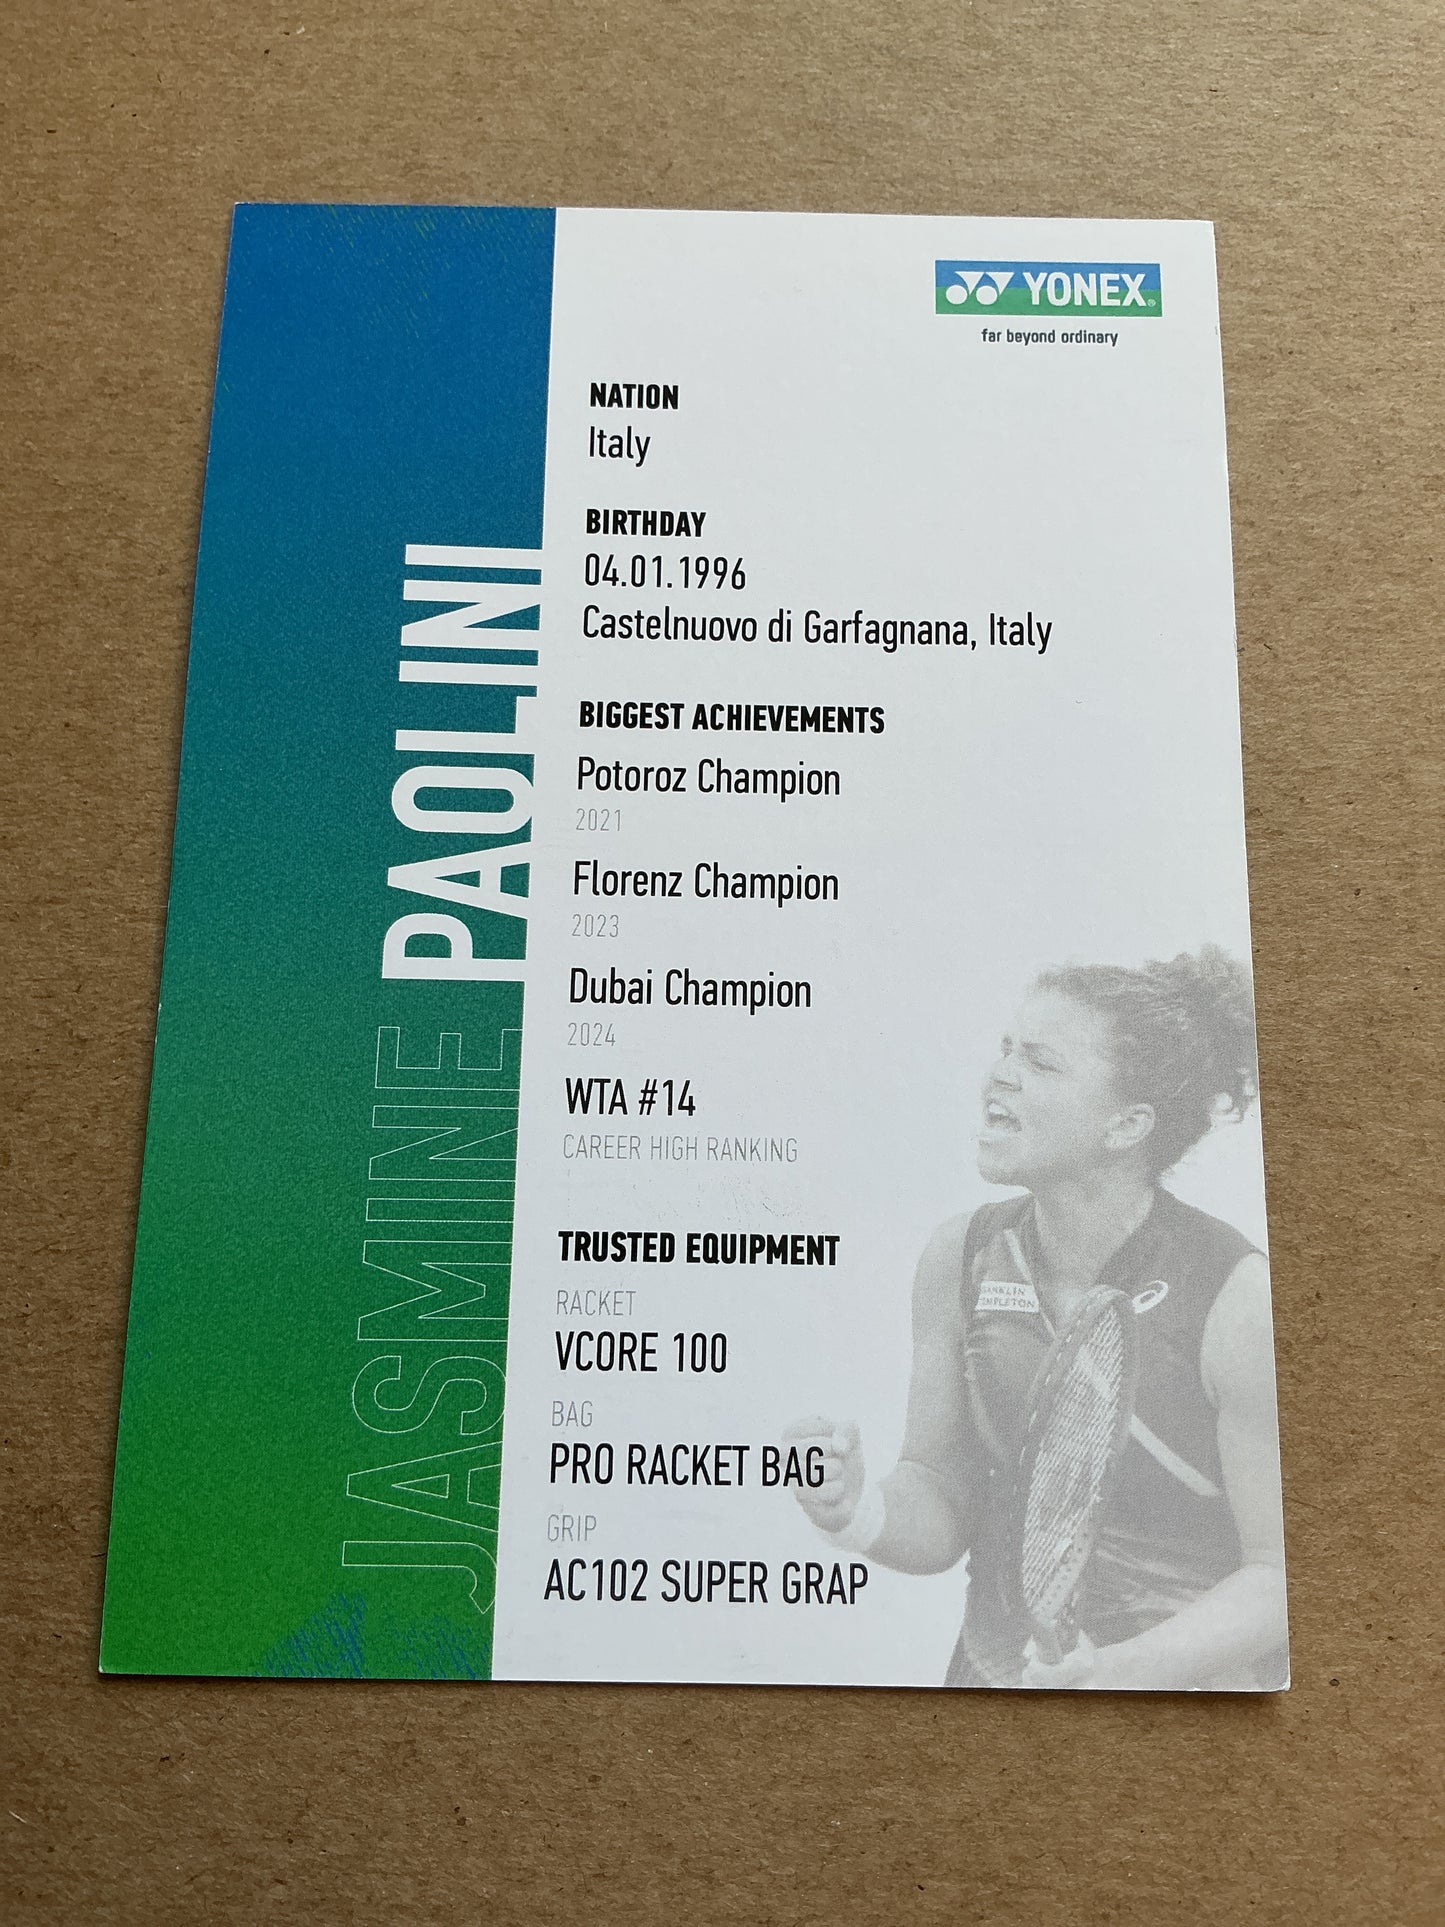 YONEX®
far beyond ordinary
JASMINE PAOLINI
NATION
Italy
BIRTHDAY
04.01.1996
Castelnuovo di Garfagnana, Italy
BIGGEST ACHIEVEMENTS
Potoroz Champion
2021
Florenz Champion
2023
Dubai Champion
2024
WTA #14
CAREER HIGH RANKING
TRUSTED EQUIPMENT
RACKET
VCORE 100
BAG
PRO RACKET BAG
GRIP
AC102 SUPER GRAP